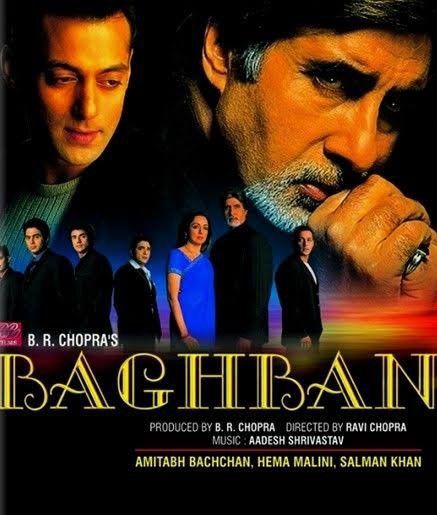 B. R. CHOPRA'S
BAGHBAN
PRODUCED BY B. R. CHOPRA DIRECTED BY RAVI CHOPRA
MUSIC : AADESH SHRIVASTAV
AMITABH BACHCHAN, HEMA MALINI, SALMAN KHAN